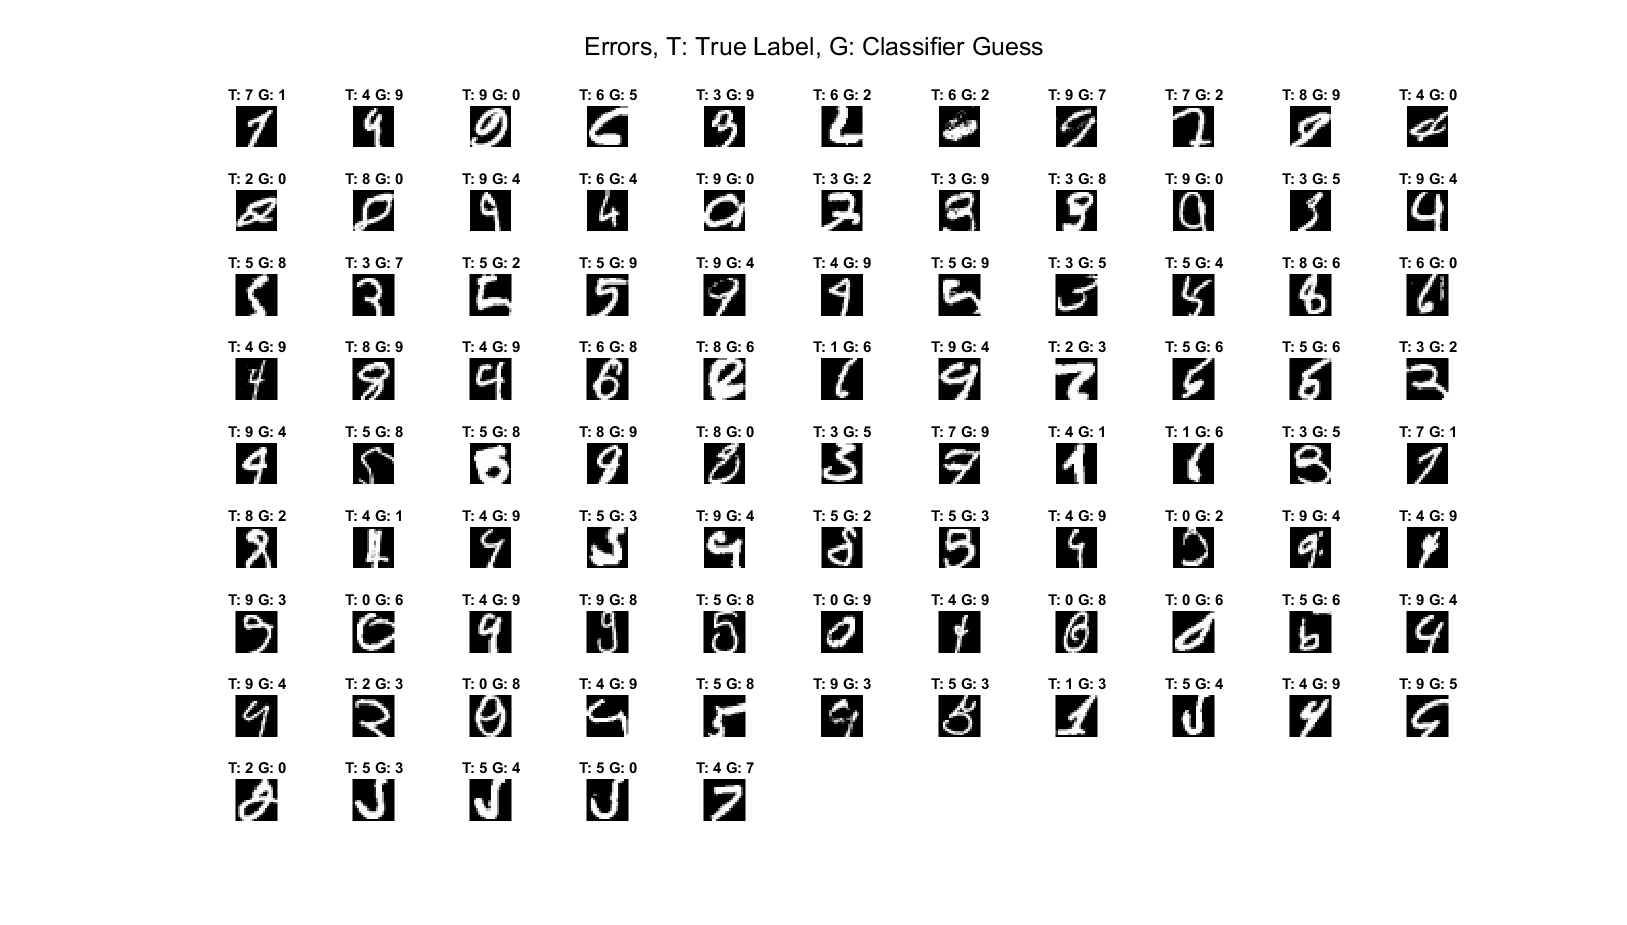 Errors, T: True Label, G: Classifier Guess
T: 7 G: 1 T: 4 G: 9 T: 9 G: 0 T: 6 G: 5 T: 3 G: 9 T: 6 G: 2 T: 6 G: 2 T: 9 G: 7 T: 7 G: 2 T: 8 G: 9 T: 4 G: 0
T: 2 G: 0 T: 8 G: 0 T: 9 G: 4 T: 6 G: 4 T: 9 G: 0 T: 3 G: 2 T: 3 G: 9 T: 3 G: 8 T: 9 G: 0 T: 3 G: 5 T: 9 G: 4
T: 5 G: 8 T: 3 G: 7 T: 5 G: 2 T: 5 G: 9 T: 9 G: 4 T: 4 G: 9 T: 5 G: 9 T: 3 G: 5 T: 5 G: 4 T: 8 G: 6 T: 6 G: 0
T: 4 G: 9 T: 8 G: 9 T: 4 G: 9 T: 6 G: 8 T: 8 G: 6 T: 1 G: 6 T: 9 G: 4 T: 2 G: 3 T: 5 G: 6 T: 5 G: 6 T: 3 G: 2
T: 9 G: 4 T: 5 G: 8 T: 5 G: 8 T: 8 G: 9 T: 8 G: 0 T: 3 G: 5 T: 7 G: 9 T: 4 G: 1 T: 1 G: 6 T: 3 G: 5 T: 7 G: 1
T: 8 G: 2 T: 4 G: 1 T: 4 G: 9 T: 5 G: 3 T: 9 G: 4 T: 5 G: 2 T: 5 G: 3 T: 4 G: 9 T: 0 G: 2 T: 9 G: 4 T: 4 G: 9
T: 9 G: 3 T: 0 G: 6 T: 4 G: 9 T: 9 G: 8 T: 5 G: 8 T: 0 G: 9 T: 4 G: 9 T: 0 G: 8 T: 0 G: 6 T: 5 G: 6 T: 9 G: 4
T: 9 G: 4 T: 2 G: 3 T: 0 G: 8 T: 4 G: 9 T: 5 G: 8 T: 9 G: 3 T: 5 G: 3 T: 1 G: 3 T: 5 G: 4 T: 4 G: 9 T: 9 G: 5
T: 2 G: 0 T: 5 G: 3 T: 5 G: 4 T: 5 G: 0 T: 4 G: 7